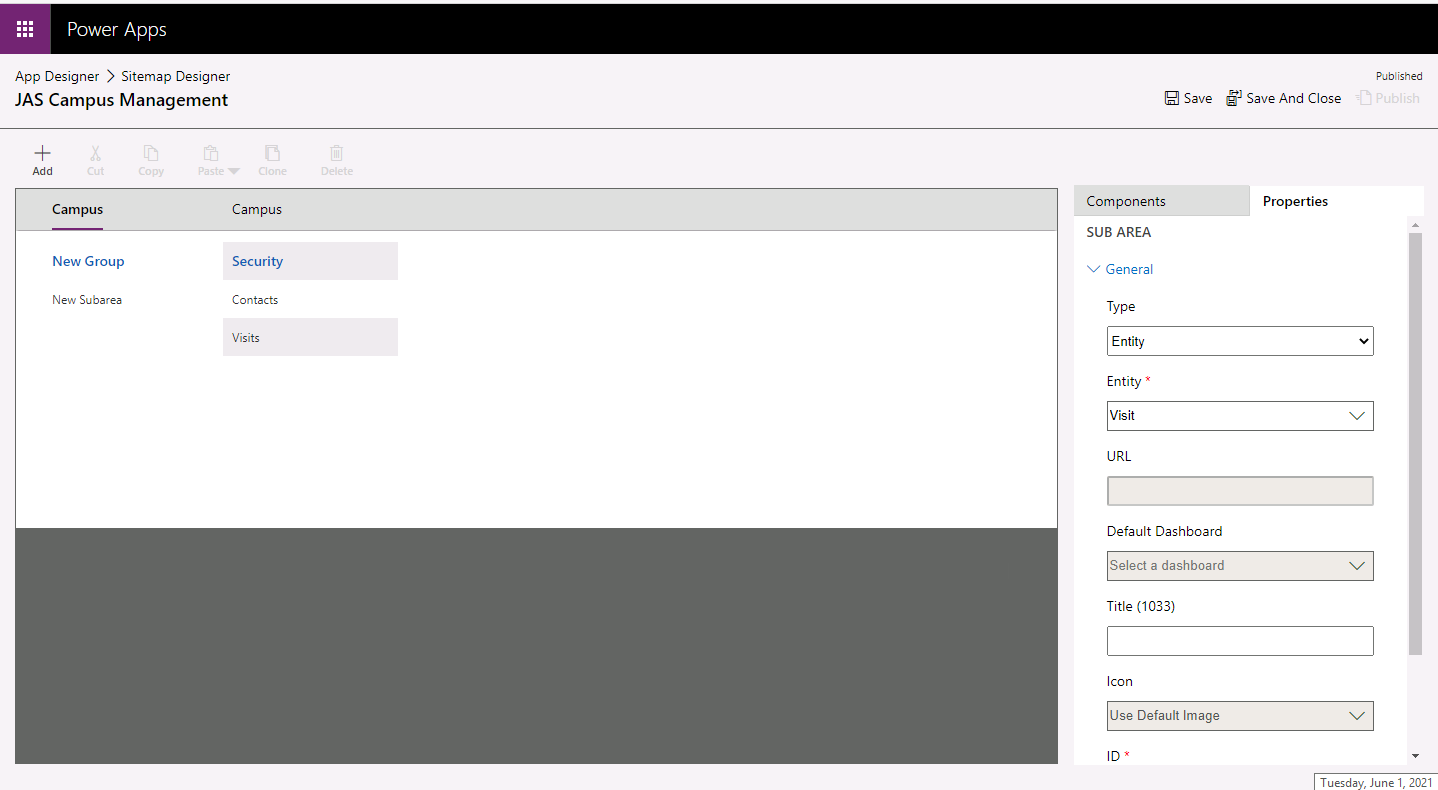 Power Apps
App Designer > Sitemap Designer
Published
JAS Campus Management
Save Save And Close Publish
Add Cut Copy Paste Clone Delete
Campus Campus
New Group Security
New Subarea Contacts
Visits
Components Properties
SUB AREA
General
Type
Entity
Entity *
Visit
URL
Default Dashboard
Select a dashboard
Title (1033)
Icon
Use Default Image
ID *
Tuesday, June 1, 2021